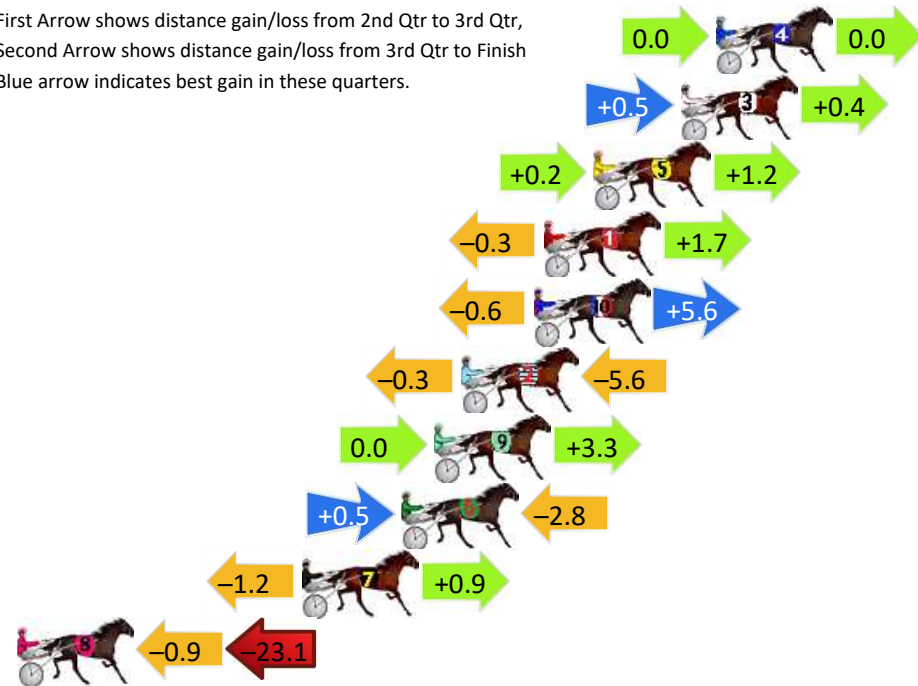 First Arrow shows distance gain/loss from 2nd Qtr to 3rd Qtr,
Second Arrow shows distance gain/loss from 3rd Qtr to Finish
Blue arrow indicates best gain in these quarters.
0.0 4 0.0
+0.5 3 +0.4
+0.2 5 +1.2
–0.3 1 +1.7
–0.6 10 +5.6
–0.3 2 –5.6
0.0 9 +3.3
+0.5 6 –2.8
–1.2 7 +0.9
8 –0.9 –23.1